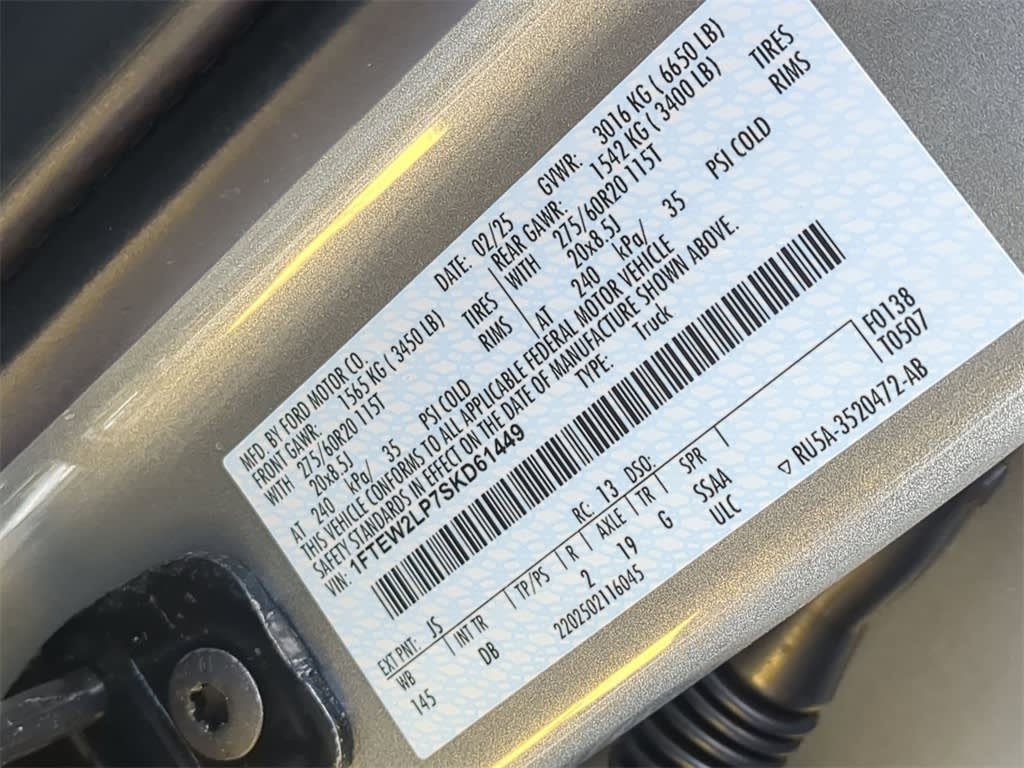 MFD. BY FORD MOTOR CO.
DATE: 02/25 GVWR: 3016 KG ( 6650 LB)
FRONT GAWR: 1565 KG ( 3450 LB) REAR GAWR: 1542 KG ( 3400 LB)
WITH 275/60R20 115T TIRES WITH 275/60R20 115T TIRES
20x8.5J RIMS 20x8.5J RIMS
AT 240 kPa/ 35 PSI COLD AT 240 kPa/ 35 PSI COLD
THIS VEHICLE CONFORMS TO ALL APPLICABLE FEDERAL MOTOR VEHICLE
SAFETY STANDARDS IN EFFECT ON THE DATE OF MANUFACTURE SHOWN ABOVE.
VIN: 1FTEW2LP7SKD61449 TYPE: Truck
EXT PNT: JS RC: 13 DSO: F0138
WB INT TR TP/PS R AXLE TR SPR T0507
145 DB 2 19 G SSAA ▽ RU5A-3520472-AB
2202502116045 ULC